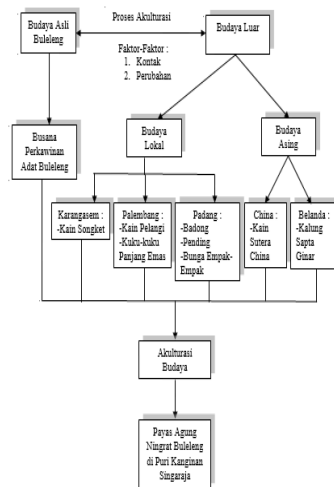 Budaya Asli
Buleleng
Proses Akulturasi
Faktor-Faktor :
1. Kontak
2. Perubahan
Budaya Luar
Busana
Perkawinan
Adat Buleleng
Budaya
Lokal
Budaya
Asing
Karangasem :
-Kain Songket
Palembang :
-Kain Pelangi
-Kuku-kuku
Panjang Emas
Padang :
-Badong
-Pending
-Bunga Empak-
Empak
China :
-Kain
Sutera
China
Belanda :
-Kalung
Sapta
Ginar
Akulturasi
Budaya
Payas Agung
Ningrat Buleleng
di Puri Kanginan
Singaraja